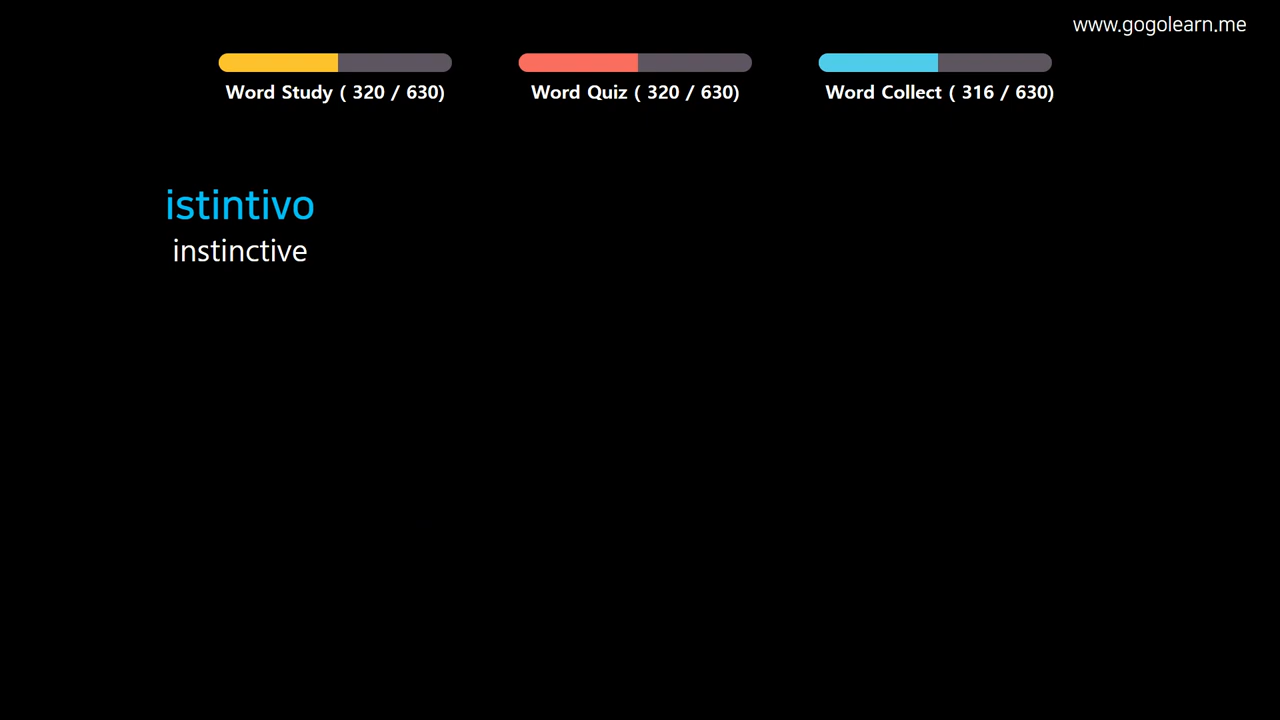 www.gogolearn.me
Word Study ( 320 / 630)
Word Quiz ( 320 / 630)
Word Collect ( 316 / 630)
istintivo
instinctive